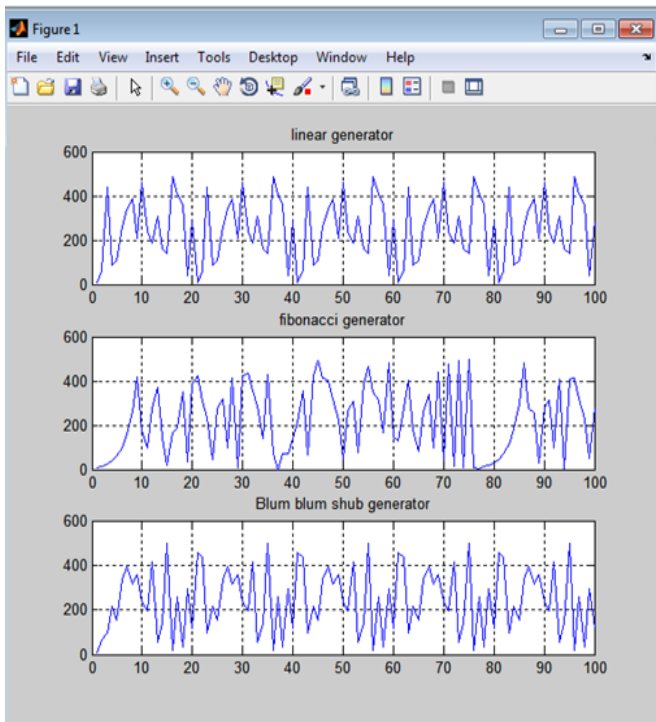 Figure 1
File Edit View Insert Tools Desktop Window Help
linear generator
600
400
200
0
0 10 20 30 40 50 60 70 80 90 100
fibonacci generator
600
400
200
0
0 10 20 30 40 50 60 70 80 90 100
Blum blum shub generator
600
400
200
0
0 10 20 30 40 50 60 70 80 90 100